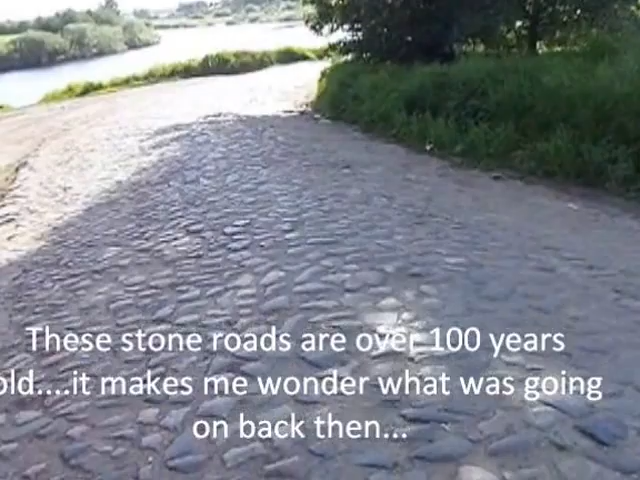 These stone roads are over 100 years
old....it makes me wonder what was going
on back then...